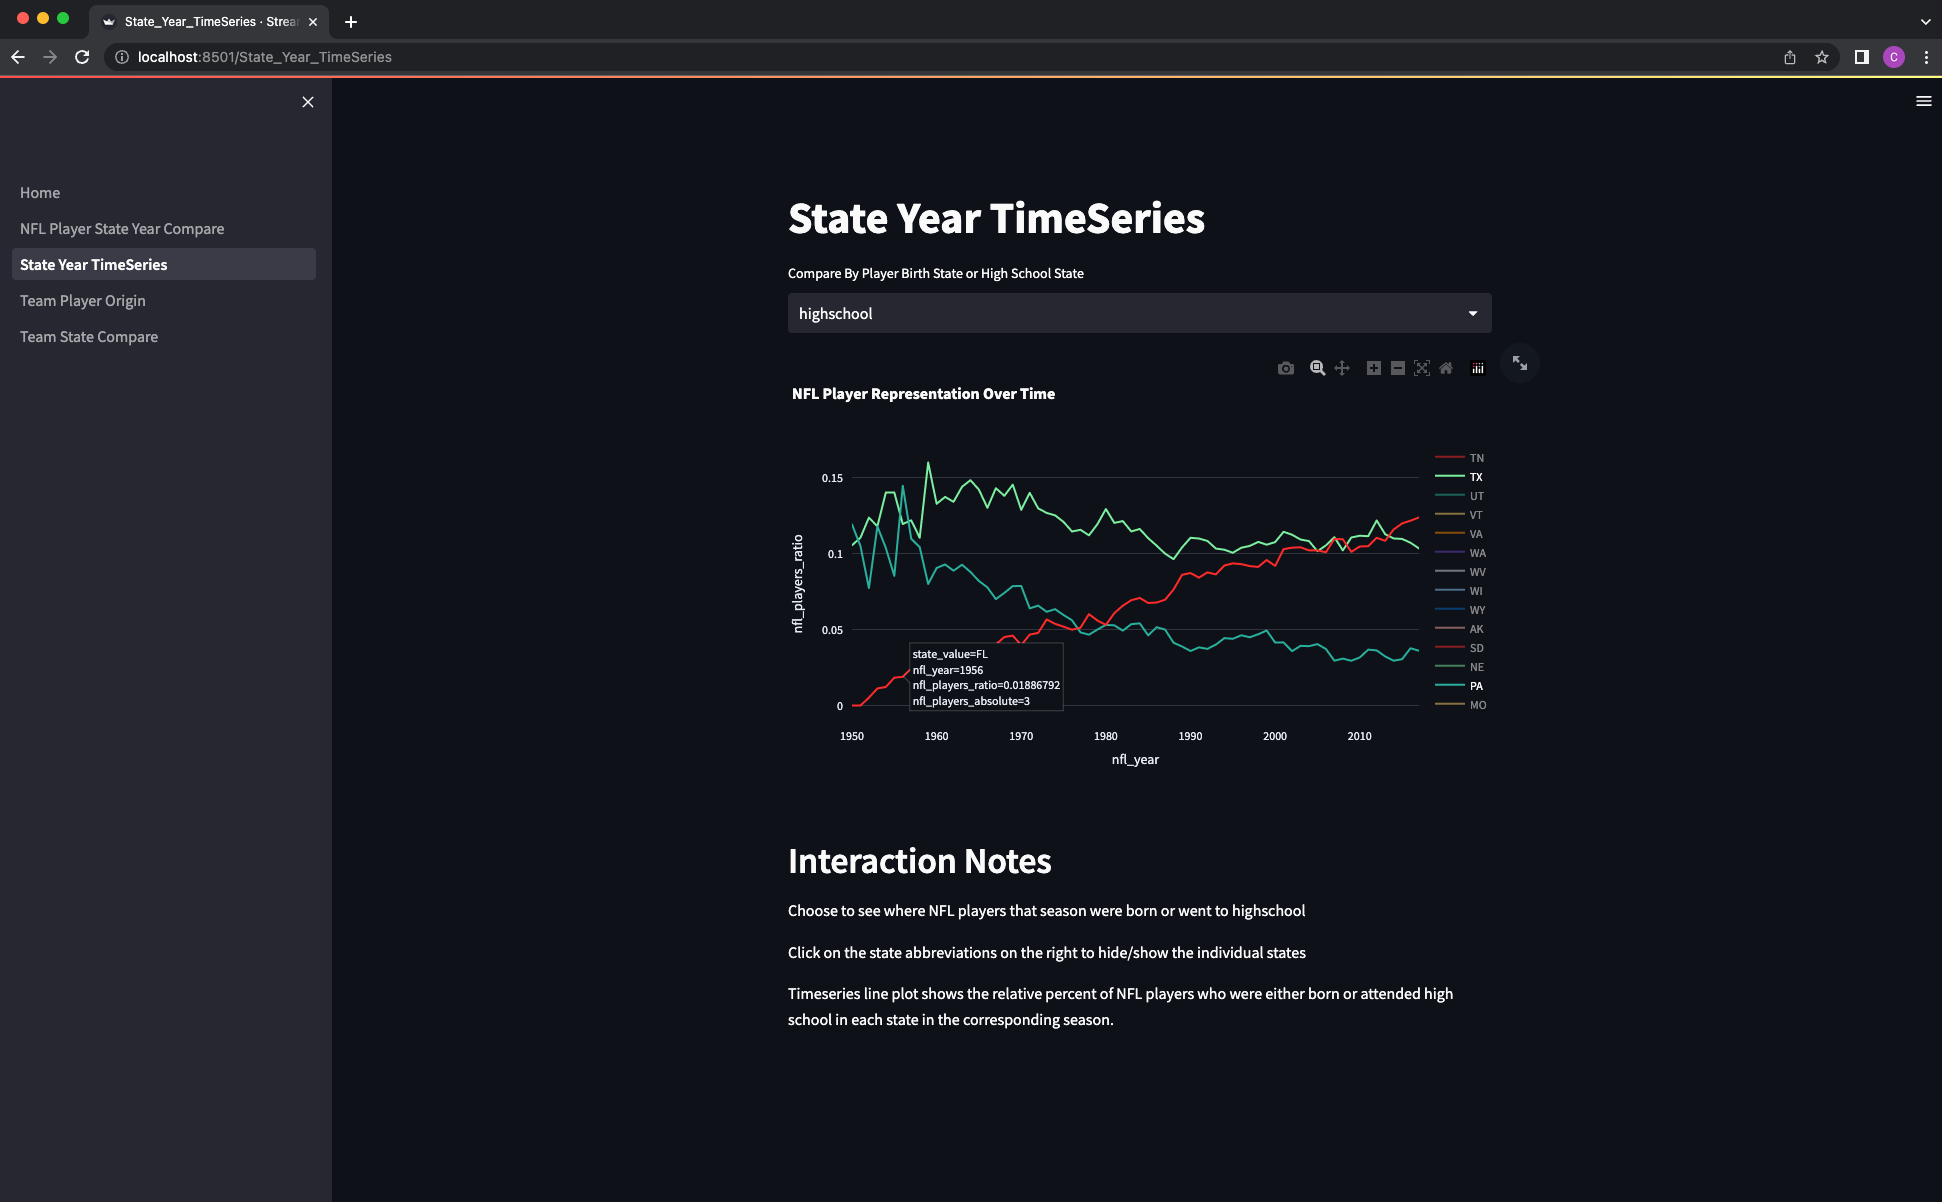 State_Year_TimeSeries · Strear
localhost:8501/State_Year_TimeSeries
C
Home
NFL Player State Year Compare
State Year TimeSeries
Team Player Origin
Team State Compare
State Year TimeSeries
Compare By Player Birth State or High School State
highschool
NFL Player Representation Over Time
nfl_players_ratio
0.15
0.1
0.05
0
1950
1960
1970
1980
1990
2000
2010
nfl_year
state_value=FL
nfl_year=1956
nfl_players_ratio=0.01886792
nfl_players_absolute=3
TN
TX
UT
VT
VA
WA
WV
WI
WY
AK
SD
NE
PA
MO
Interaction Notes
Choose to see where NFL players that season were born or went to highschool
Click on the state abbreviations on the right to hide/show the individual states
Timeseries line plot shows the relative percent of NFL players who were either born or attended high
school in each state in the corresponding season.